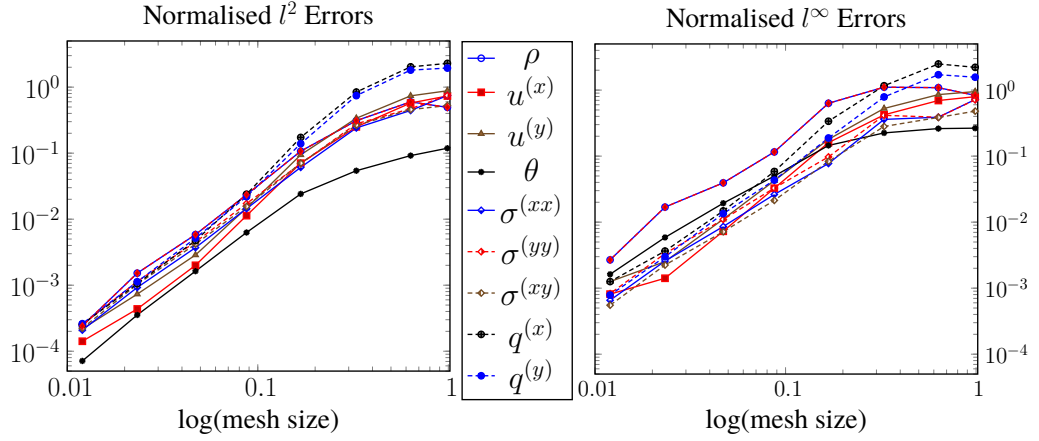 Normalised l² Errors
10⁰
10⁻¹
10⁻²
10⁻³
10⁻⁴
0.01
0.1
1
log(mesh size)
ρ
u⁽ˣ⁾
u⁽ʸ⁾
θ
σ⁽ˣˣ⁾
σ⁽ʸʸ⁾
σ⁽ˣʸ⁾
q⁽ˣ⁾
q⁽ʸ⁾
Normalised l^∞ Errors
10⁰
10⁻¹
10⁻²
10⁻³
10⁻⁴
0.01
0.1
1
log(mesh size)